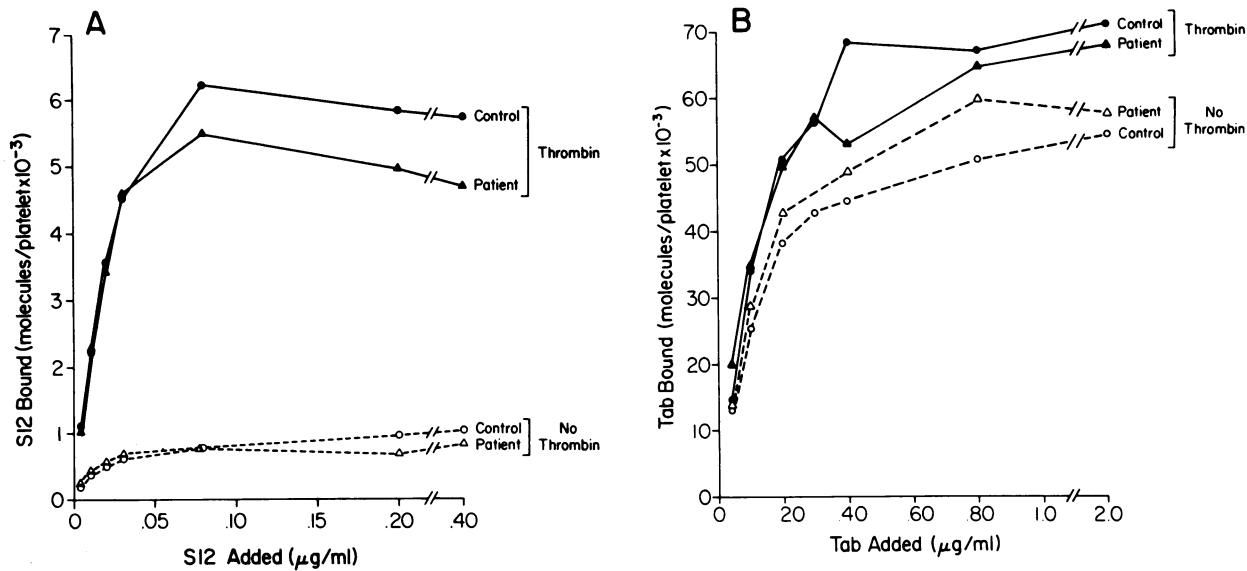 A
7
6
5
4
3
2
1
0
S12 Bound (molecules/platelet x10⁻³)
Control
Patient
Thrombin
Control
Patient
No
Thrombin
0 .05 .10 .15 .20 .40
S12 Added (µg/ml)
B
70
60
50
40
30
20
10
0
Tab Bound (molecules/platelet x10⁻³)
Control
Patient
Thrombin
Patient
Control
No
Thrombin
0 .20 .40 .60 .80 1.0 2.0
Tab Added (µg/ml)